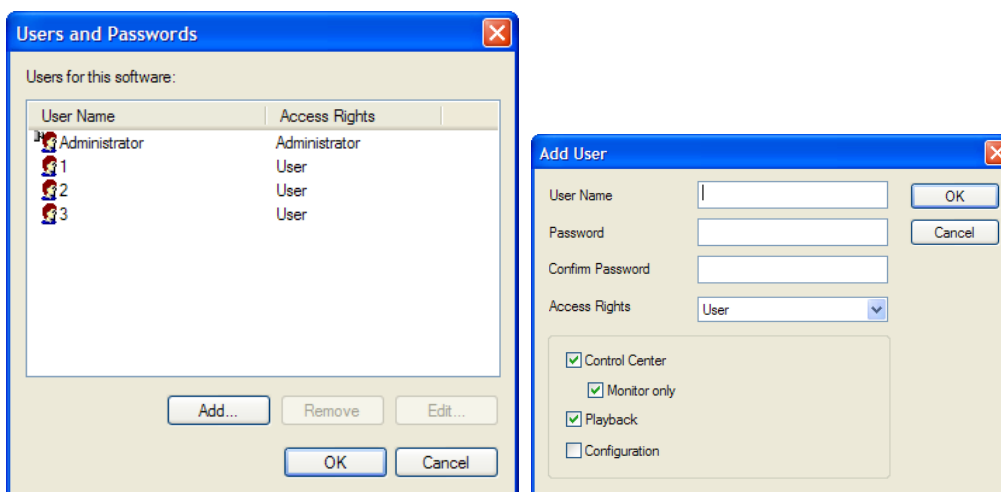 Users and Passwords
Users for this software:
User Name Access Rights
Administrator Administrator
1 User
2 User
3 User
Add... Remove Edit...
OK Cancel
Add User
User Name OK
Password Cancel
Confirm Password
Access Rights User
Control Center
Monitor only
Playback
Configuration